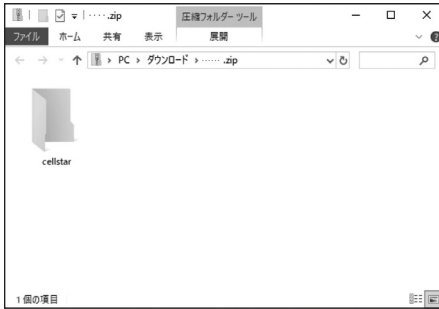 ·····.zip
圧縮フォルダー ツール
ファイル ホーム 共有 表示 展開
PC › ダウンロード › ······ .zip
cellstar
1 個の項目